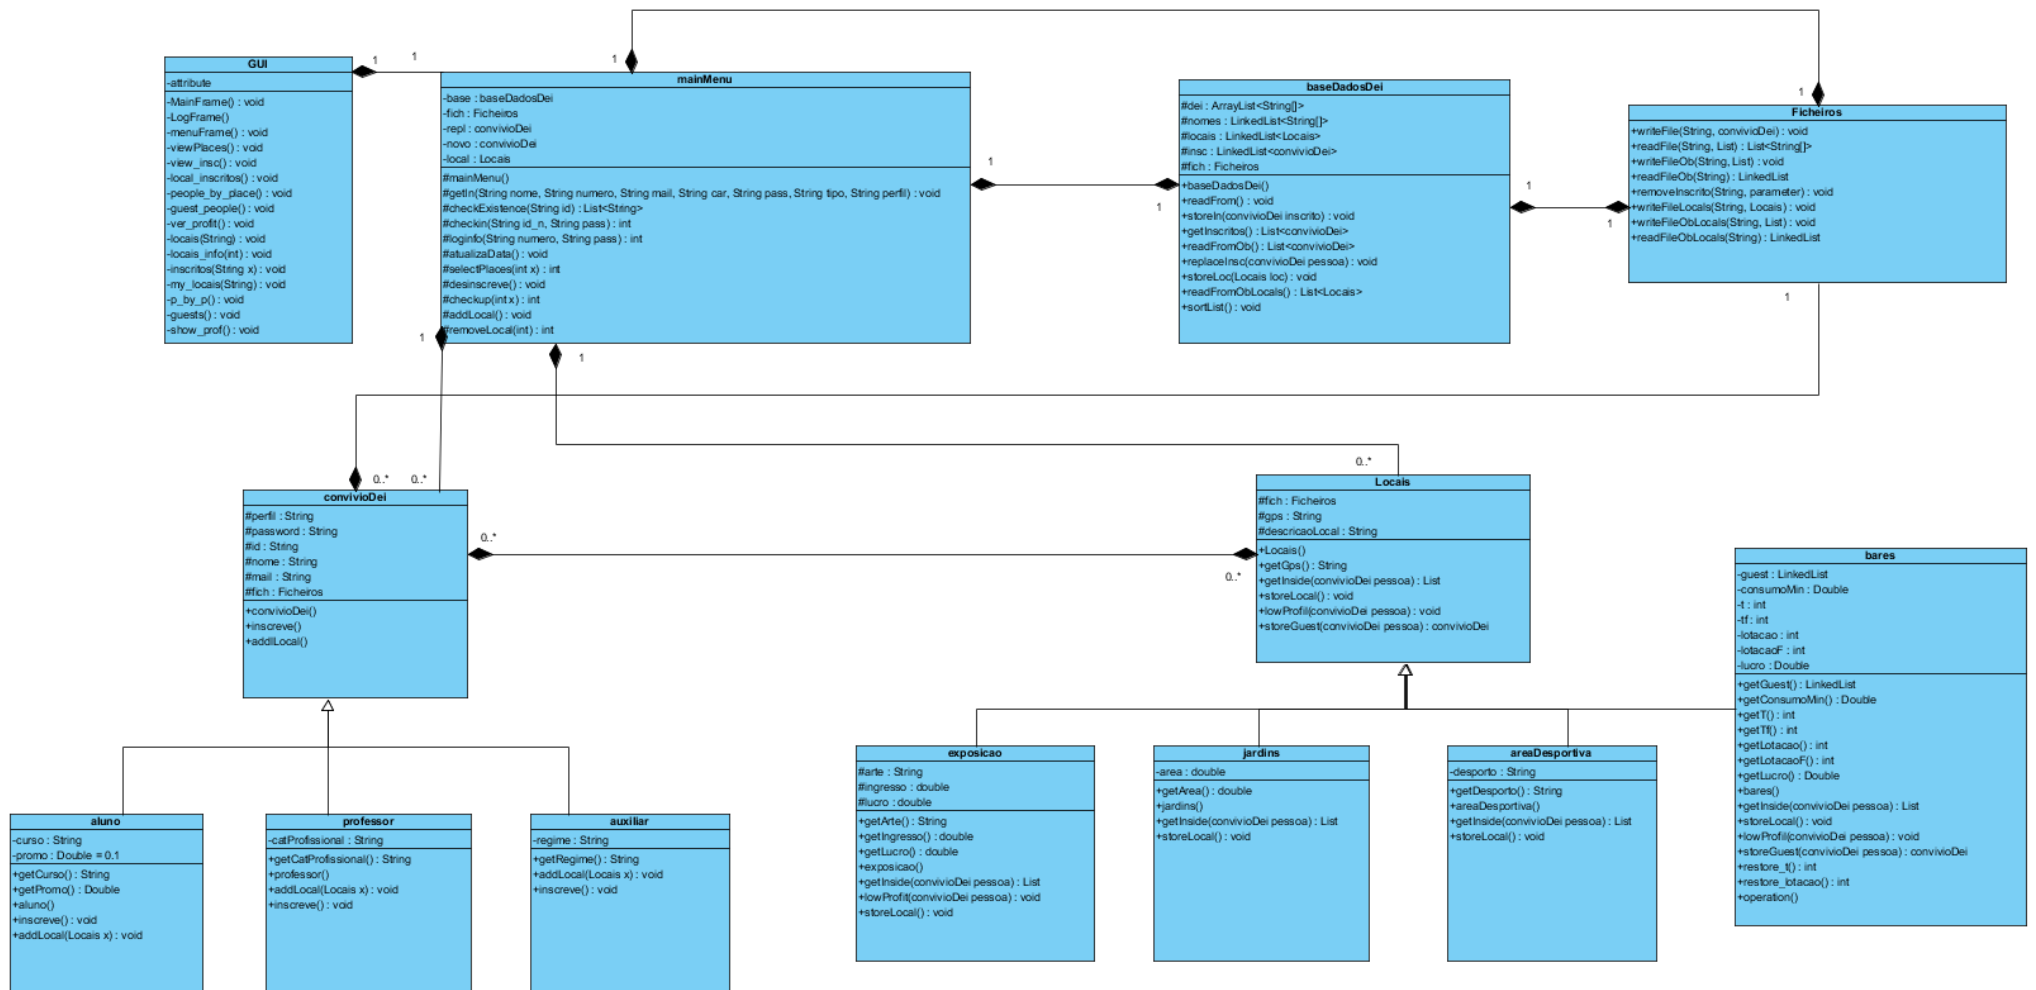 1
1
1
GUI
-attribute
-MainFrame() : void
-LogFrame()
-menuFrame() : void
-viewPlaces() : void
-view_insc() : void
-local_inscritos() : void
-people_by_place() : void
-guest_people() : void
-ver_profit() : void
-locais(String) : void
-locais_info(int) : void
-inscritos(String x) : void
-my_locais(String) : void
-p_by_p() : void
-guests() : void
-show_prof() : void
mainMenu
-base : baseDadosDei
-fich : Ficheiros
-repl : convivioDei
-novo : convivioDei
-local : Locais
#mainMenu()
#getIn(String nome, String numero, String mail, String car, String pass, String tipo, String perfil) : void
#checkExistence(String id) : List<String>
#checkin(String id_n, String pass) : int
#loginfo(String numero, String pass) : int
#atualizaData() : void
#selectPlaces(int x) : int
#desinscreve() : void
#checkup(int x) : int
#addLocal() : void
#removeLocal(int) : int
1
1
baseDadosDei
#dei : ArrayList<String[]>
#nomes : LinkedList<String[]>
#locais : LinkedList<Locais>
#insc : LinkedList<convivioDei>
#fich : Ficheiros
+baseDadosDei()
+readFrom() : void
+storeIn(convivioDei inscrito) : void
+getInscritos() : List<convivioDei>
+readFromOb() : List<convivioDei>
+replaceInsc(convivioDei pessoa) : void
+storeLoc(Locais loc) : void
+readFromObLocals() : List<Locais>
+sortList() : void
1
1
1
Ficheiros
+writeFile(String, convivioDei) : void
+readFile(String, List) : List<String[]>
+writeFileOb(String, List) : void
+readFileOb(String) : LinkedList
+removeInscrito(String, parameter) : void
+writeFileLocals(String, Locais) : void
+writeFileObLocals(String, List) : void
+readFileObLocals(String) : LinkedList
1
1
1
0..*
0..*
0..*
convivioDei
#perfil : String
#password : String
#id : String
#nome : String
#mail : String
#fich : Ficheiros
+convivioDei()
+inscreve()
+addlLocal()
0..*
0..*
Locais
#fich : Ficheiros
#gps : String
#descricaoLocal : String
+Locais()
+getGps() : String
+getInside(convivioDei pessoa) : List
+storeLocal() : void
+lowProfil(convivioDei pessoa) : void
+storeGuest(convivioDei pessoa) : convivioDei
bares
-guest : LinkedList
-consumoMin : Double
-t : int
-tf : int
-lotacao : int
-lotacaoF : int
-lucro : Double
+getGuest() : LinkedList
+getConsumoMin() : Double
+getT() : int
+getTf() : int
+getLotacao() : int
+getLotacaoF() : int
+getLucro() : Double
+bares()
+getInside(convivioDei pessoa) : List
+storeLocal() : void
+lowProfil(convivioDei pessoa) : void
+storeGuest(convivioDei pessoa) : convivioDei
+restore_t() : int
+restore_lotacao() : int
+operation()
exposicao
#arte : String
#ingresso : double
#lucro : double
+getArte() : String
+getIngresso() : double
+getLucro() : double
+exposicao()
+getInside(convivioDei pessoa) : List
+lowProfit(convivioDei pessoa) : void
+storeLocal() : void
jardins
-area : double
+getArea() : double
+jardins()
+getInside(convivioDei pessoa) : List
+storeLocal() : void
areaDesportiva
-desporto : String
+getDesporto() : String
+areaDesportiva()
+getInside(convivioDei pessoa) : List
+storeLocal() : void
aluno
-curso : String
-promo : Double = 0.1
+getCurso() : String
+getPromo() : Double
+aluno()
+inscreve() : void
+addLocal(Locais x) : void
professor
-catProfissional : String
+getCatProfissional() : String
+professor()
+addLocal(Locais x) : void
+inscreve() : void
auxiliar
-regime : String
+getRegime() : String
+addLocal(Locais x) : void
+inscreve() : void